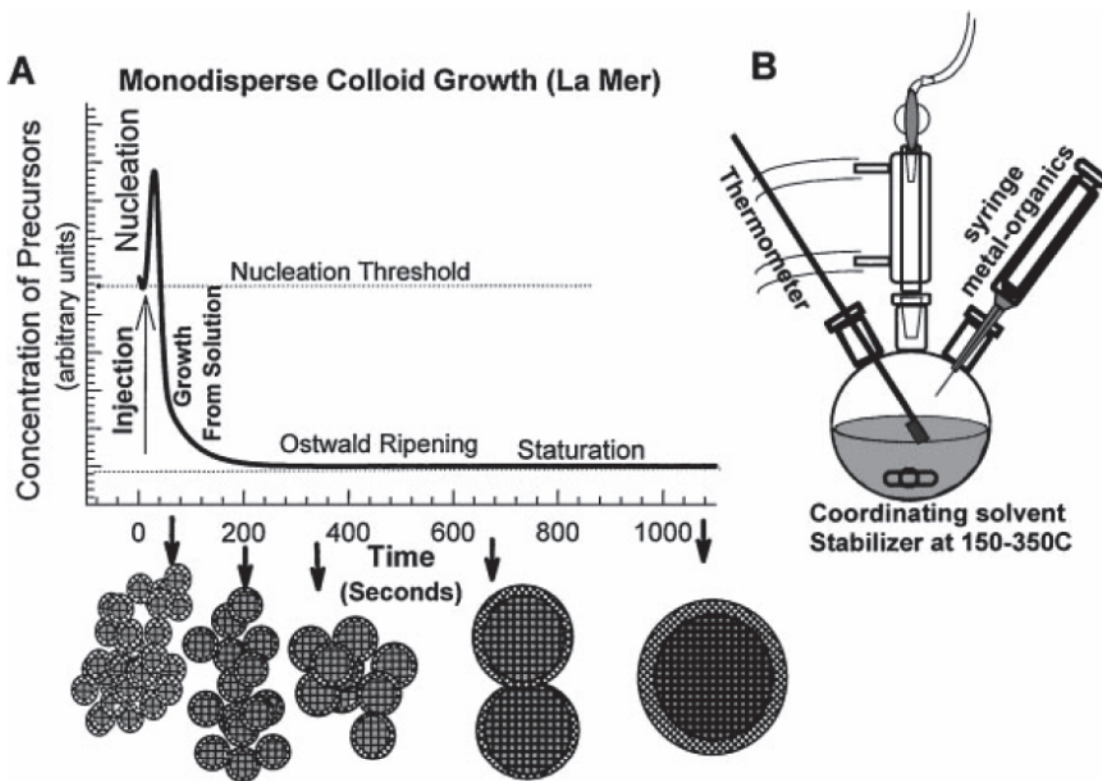 A
Monodisperse Colloid Growth (La Mer)
Concentration of Precursors
(arbitrary units)
Nucleation
Nucleation Threshold
Injection
Growth
From Solution
Ostwald Ripening
Staturation
0 200 400 600 800 1000
Time
(Seconds)
B
Thermometer
syringe
metal-organics
Coordinating solvent
Stabilizer at 150-350C